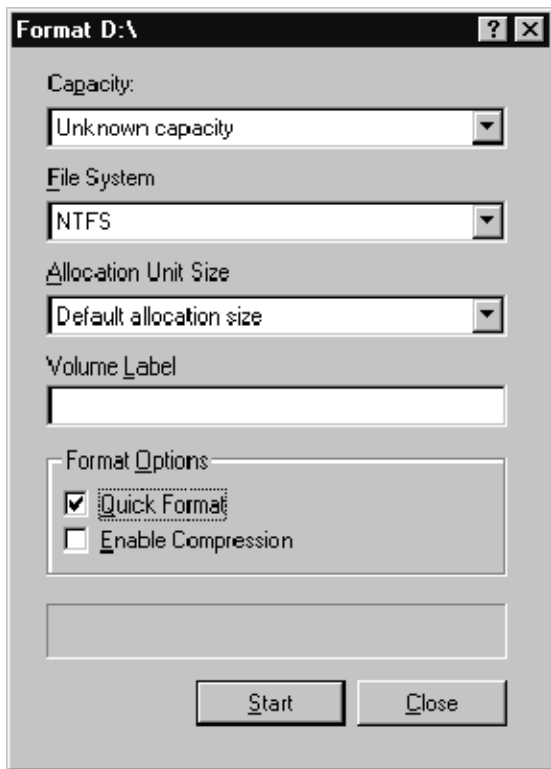 Format D:\
Capacity:
Unknown capacity
File System
NTFS
Allocation Unit Size
Default allocation size
Volume Label
Format Options
Quick Format
Enable Compression
Start Close